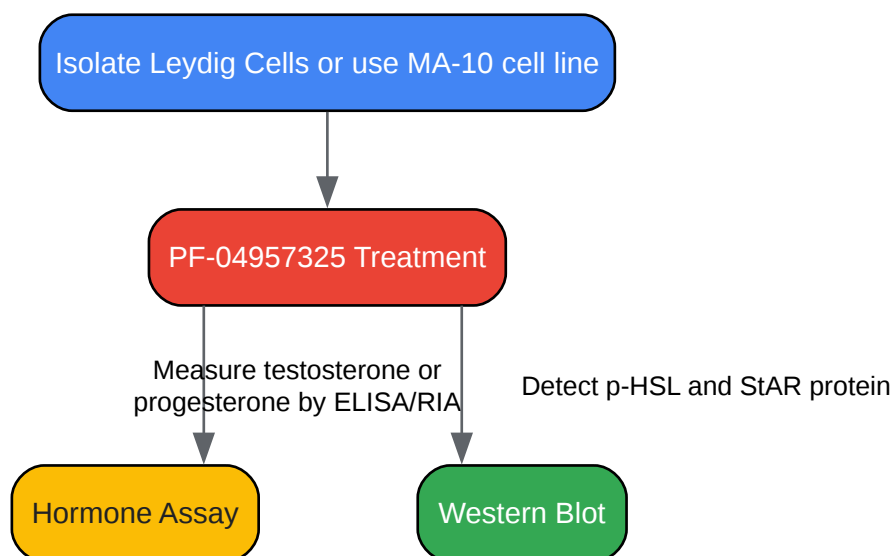 Isolate Leydig Cells or use MA-10 cell line
PF-04957325 Treatment
Measure testosterone or
progesterone by ELISA/RIA
Detect p-HSL and StAR protein
Hormone Assay
Western Blot